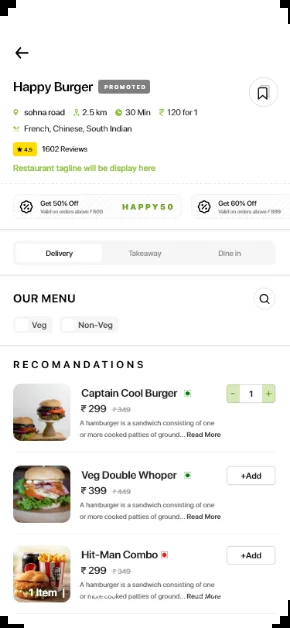 Happy Burger PROMOTED
sohna road 2.5 km 30 Min ₹ 120 for 1
French, Chinese, South Indian
★ 4.5 1602 Reviews
Restaurant tagline will be display here
Get 50% Off HAPPY50 Get 60% Off
Valid on orders above ₹ 600 Valid on orders above ₹ 999
Delivery Takeaway Dine in
OUR MENU
Veg Non-Veg
RECOMANDATIONS
Captain Cool Burger - 1 +
₹ 299 ₹ 349
A hamburger is a sandwich consisting of one
or more cooked patties of ground... Read More
Veg Double Whoper +Add
₹ 399 ₹ 449
A hamburger is a sandwich consisting of one
or more cooked patties of ground... Read More
Hit-Man Combo +Add
₹ 299 ₹ 349
A hamburger is a sandwich consisting of one
1 Item |
or more cooked patties of ground... Read More